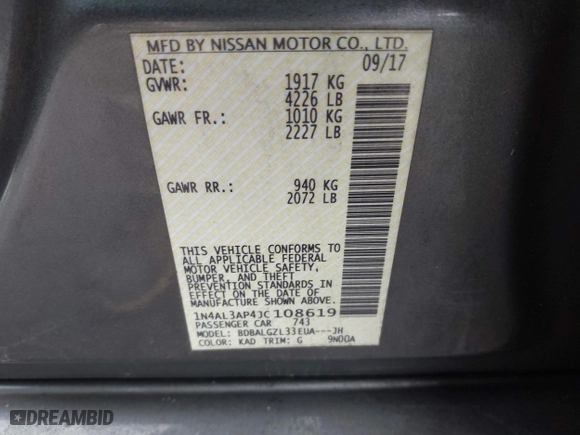 MFD BY NISSAN MOTOR CO., LTD.
DATE: 09/17
GVWR: 1917 KG
4226 LB
GAWR FR.: 1010 KG
2227 LB
GAWR RR.: 940 KG
2072 LB
THIS VEHICLE CONFORMS TO
ALL APPLICABLE FEDERAL
MOTOR VEHICLE SAFETY,
BUMPER, AND THEFT
PREVENTION STANDARDS
IN EFFECT ON THE DATE OF
MANUFACTURE SHOWN ABOVE.
1N4AL3AP4JC108619
PASSENGER CAR 743
MODEL: BDBALGZL33EUA---JH
COLOR: KAD TRIM: G 9N00A
DREAMBID